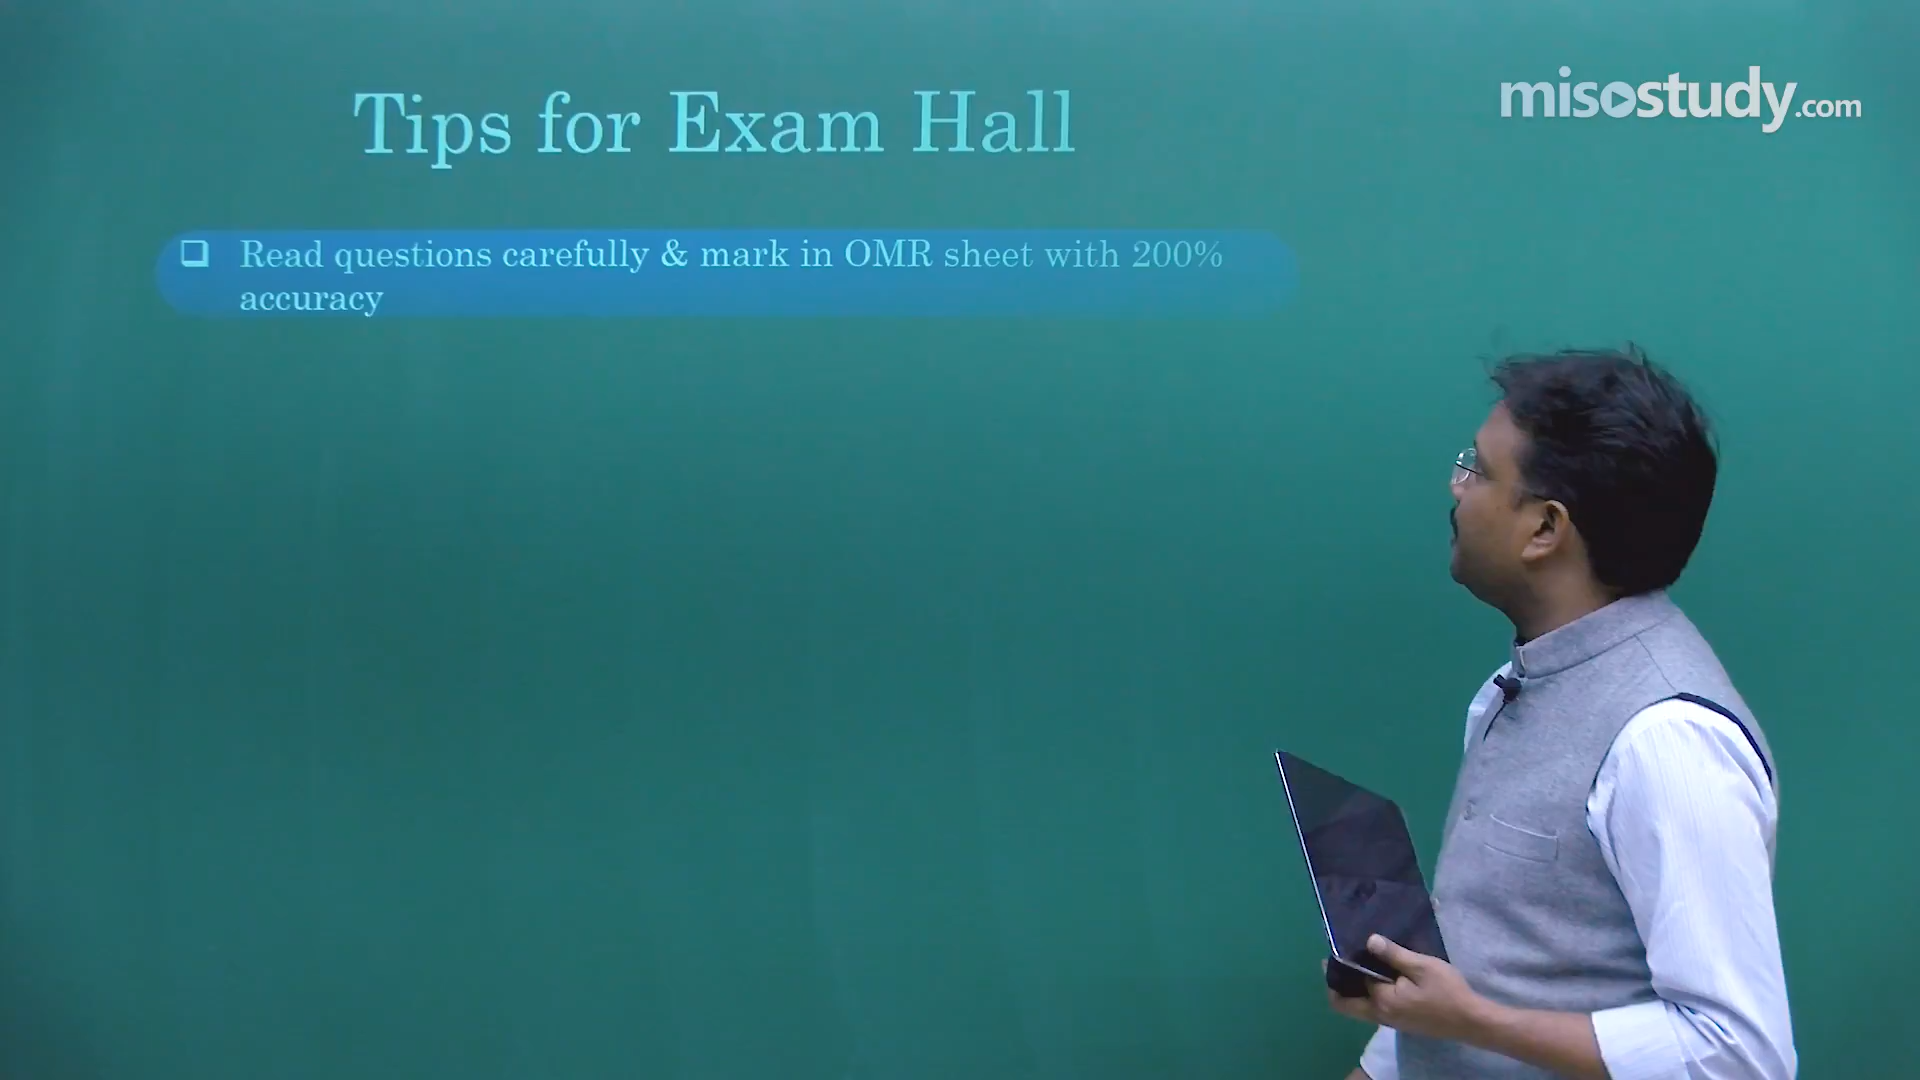 Tips for Exam Hall
misostudy.com
❑ Read questions carefully & mark in OMR sheet with 200%
accuracy